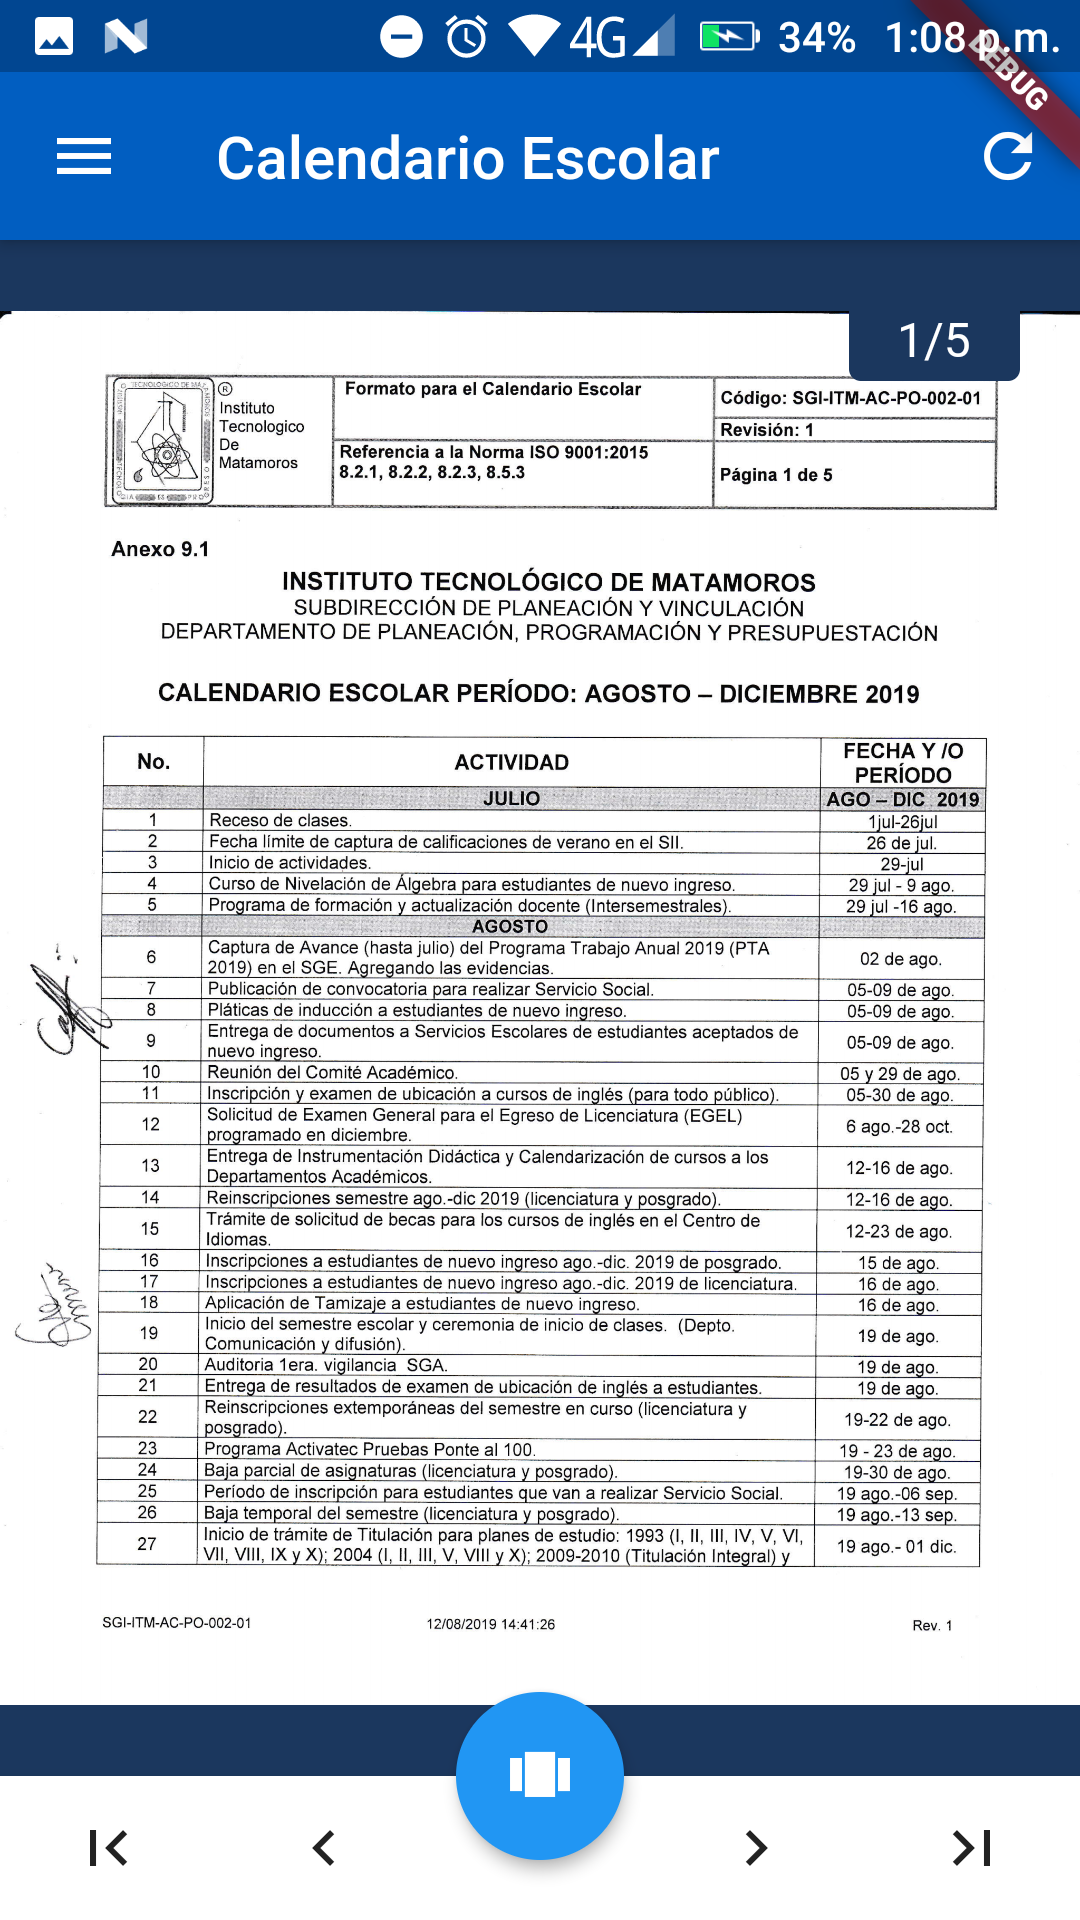 4G 34% 1:08 p.m.
DEBUG
Calendario Escolar
1/5
®
Instituto
Tecnologico
De
Matamoros
Formato para el Calendario Escolar
Código: SGI-ITM-AC-PO-002-01
Revisión: 1
Referencia a la Norma ISO 9001:2015
8.2.1, 8.2.2, 8.2.3, 8.5.3
Página 1 de 5
Anexo 9.1
INSTITUTO TECNOLÓGICO DE MATAMOROS
SUBDIRECCIÓN DE PLANEACIÓN Y VINCULACIÓN
DEPARTAMENTO DE PLANEACIÓN, PROGRAMACIÓN Y PRESUPUESTACIÓN
CALENDARIO ESCOLAR PERÍODO: AGOSTO – DICIEMBRE 2019
No. ACTIVIDAD FECHA Y /O
PERÍODO
JULIO AGO – DIC 2019
1 Receso de clases. 1jul-26jul
2 Fecha límite de captura de calificaciones de verano en el SII. 26 de jul.
3 Inicio de actividades. 29-jul
4 Curso de Nivelación de Álgebra para estudiantes de nuevo ingreso. 29 jul - 9 ago.
5 Programa de formación y actualización docente (Intersemestrales). 29 jul -16 ago.
AGOSTO
6 Captura de Avance (hasta julio) del Programa Trabajo Anual 2019 (PTA
2019) en el SGE. Agregando las evidencias. 02 de ago.
7 Publicación de convocatoria para realizar Servicio Social. 05-09 de ago.
8 Pláticas de inducción a estudiantes de nuevo ingreso. 05-09 de ago.
9 Entrega de documentos a Servicios Escolares de estudiantes aceptados de
nuevo ingreso. 05-09 de ago.
10 Reunión del Comité Académico. 05 y 29 de ago.
11 Inscripción y examen de ubicación a cursos de inglés (para todo público). 05-30 de ago.
12 Solicitud de Examen General para el Egreso de Licenciatura (EGEL)
programado en diciembre. 6 ago.-28 oct.
13 Entrega de Instrumentación Didáctica y Calendarización de cursos a los
Departamentos Académicos. 12-16 de ago.
14 Reinscripciones semestre ago.-dic 2019 (licenciatura y posgrado). 12-16 de ago.
15 Trámite de solicitud de becas para los cursos de inglés en el Centro de
Idiomas. 12-23 de ago.
16 Inscripciones a estudiantes de nuevo ingreso ago.-dic. 2019 de posgrado. 15 de ago.
17 Inscripciones a estudiantes de nuevo ingreso ago.-dic. 2019 de licenciatura. 16 de ago.
18 Aplicación de Tamizaje a estudiantes de nuevo ingreso. 16 de ago.
19 Inicio del semestre escolar y ceremonia de inicio de clases. (Depto.
Comunicación y difusión). 19 de ago.
20 Auditoria 1era. vigilancia SGA. 19 de ago.
21 Entrega de resultados de examen de ubicación de inglés a estudiantes. 19 de ago.
22 Reinscripciones extemporáneas del semestre en curso (licenciatura y
posgrado). 19-22 de ago.
23 Programa Activatec Pruebas Ponte al 100. 19 - 23 de ago.
24 Baja parcial de asignaturas (licenciatura y posgrado). 19-30 de ago.
25 Período de inscripción para estudiantes que van a realizar Servicio Social. 19 ago.-06 sep.
26 Baja temporal del semestre (licenciatura y posgrado). 19 ago.-13 sep.
27 Inicio de trámite de Titulación para planes de estudio: 1993 (I, II, III, IV, V, VI,
VII, VIII, IX y X); 2004 (I, II, III, V, VIII y X); 2009-2010 (Titulación Integral) y 19 ago.- 01 dic.
SGI-ITM-AC-PO-002-01 12/08/2019 14:41:26 Rev. 1